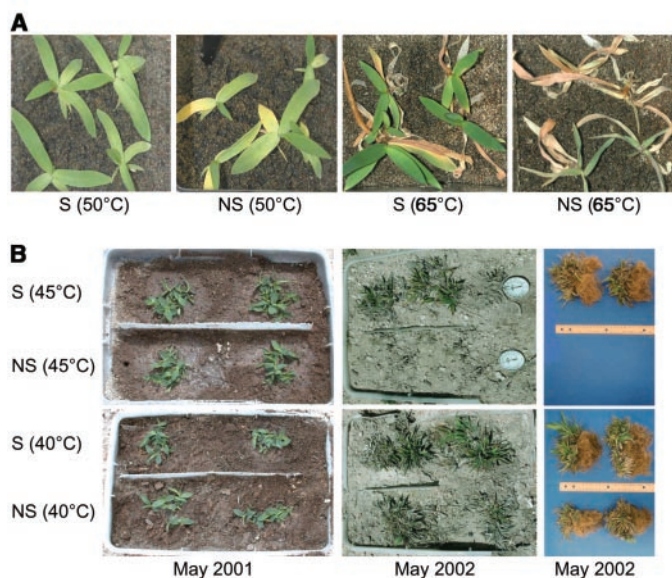 A
S (50°C) NS (50°C) S (65°C) NS (65°C)
B
S (45°C)
NS (45°C)
S (40°C)
NS (40°C)
May 2001 May 2002 May 2002